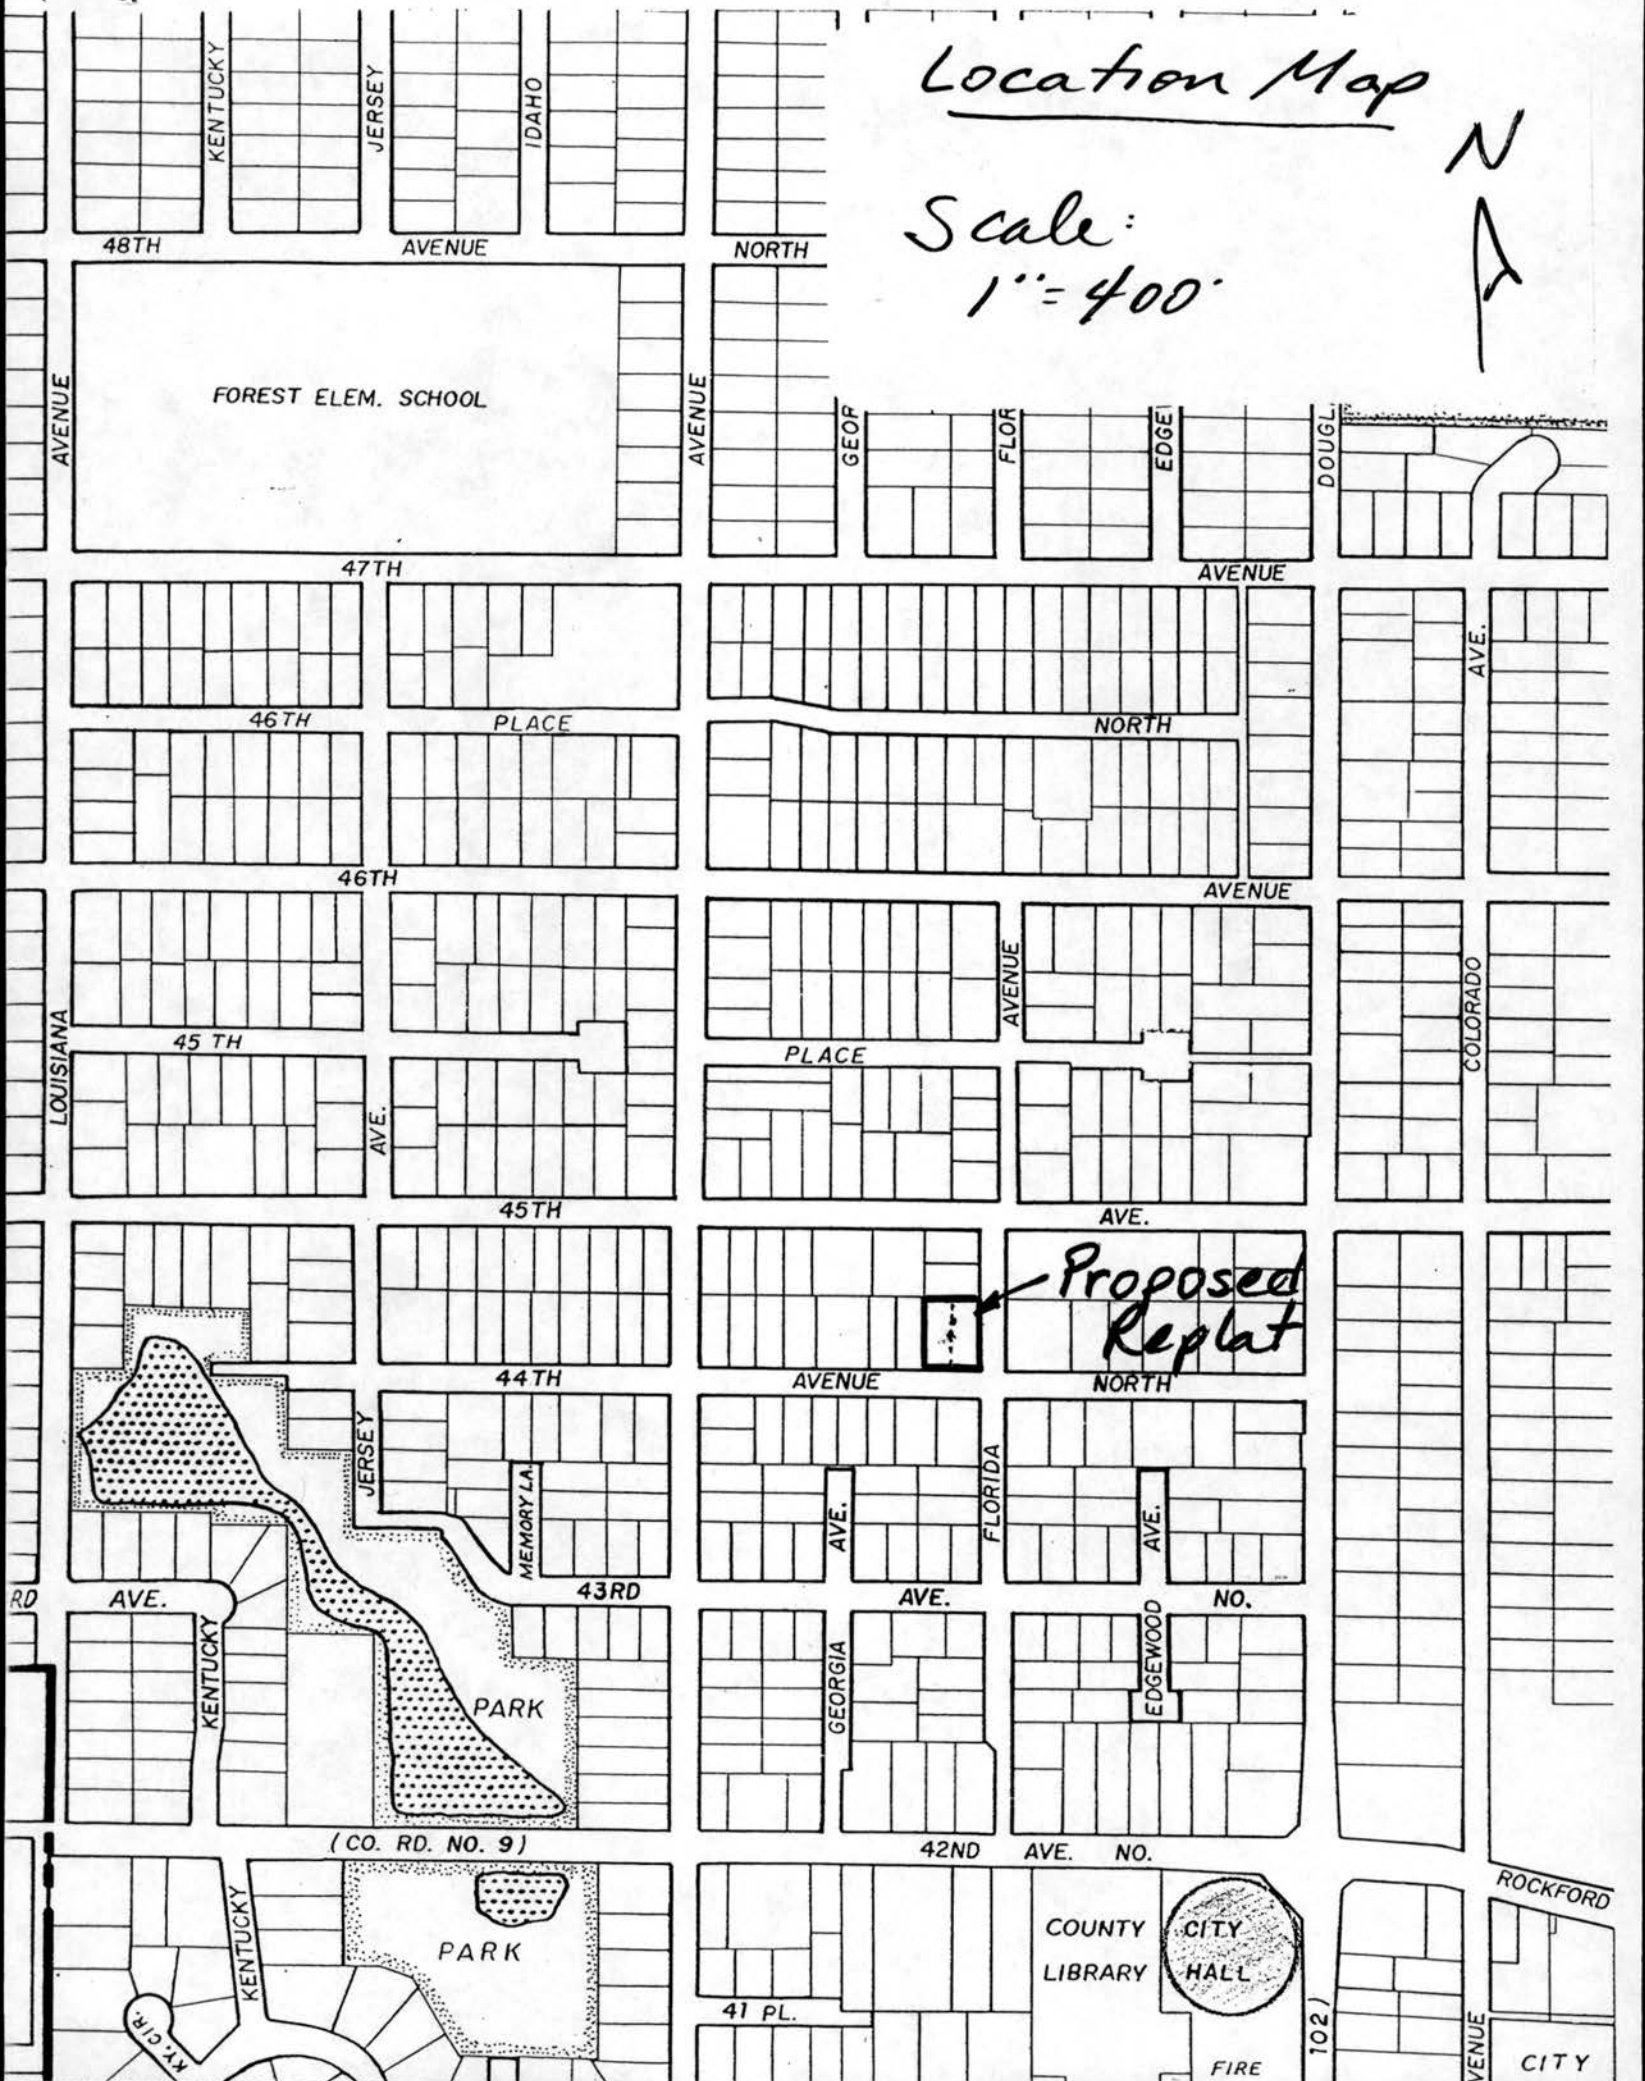 Location Map
N
Scale:
1"=400'
KENTUCKY
JERSEY
IDAHO
48TH AVENUE NORTH
FOREST ELEM. SCHOOL
AVENUE
AVENUE
GEOR
FLOR
EDGE
DOUGL
47TH AVENUE
AVE.
46TH PLACE NORTH
46TH AVENUE
AVENUE
LOUISIANA
COLORADO
45 TH PLACE
AVE.
45TH AVE.
Proposed
Replat
44TH AVENUE NORTH
JERSEY
MEMORY LA.
AVE.
FLORIDA
AVE.
RD AVE. 43RD AVE. NO.
KENTUCKY
GEORGIA
EDGEWOOD
PARK
(CO. RD. NO. 9) 42ND AVE. NO.
ROCKFORD
KENTUCKY
PARK
COUNTY
LIBRARY
CITY
HALL
41 PL.
KY. CIR.
102)
FIRE
VENUE
CITY